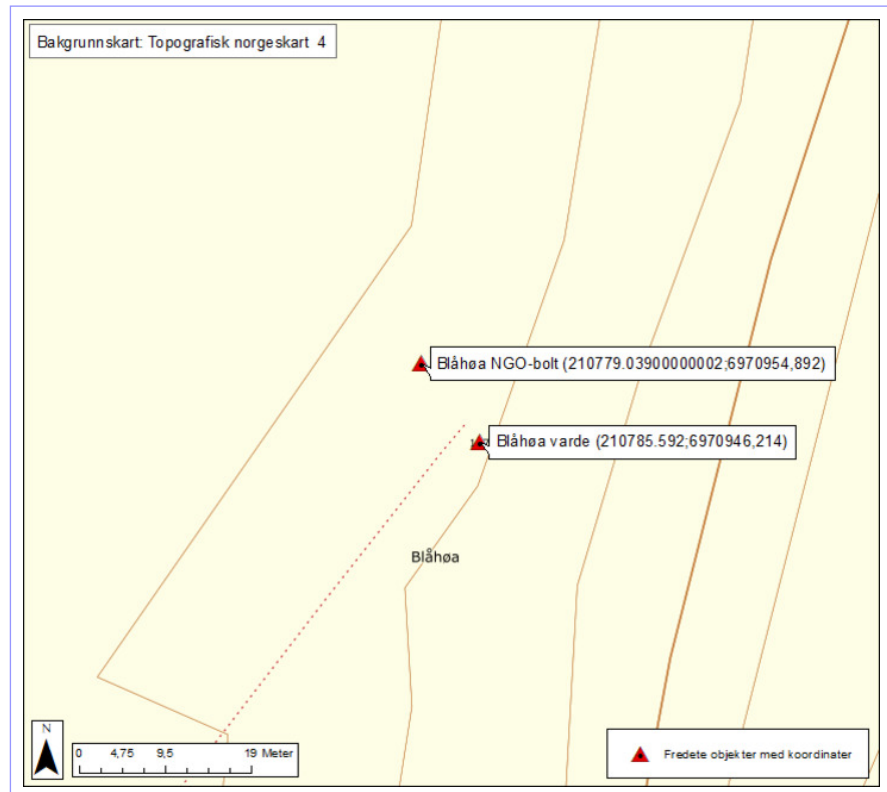 Bakgrunnskart: Topografisk norgeskart 4
Blåhøa NGO-bolt (210779.03900000002;6970954,892)
Blåhøa varde (210785.592;6970946,214)
Blåhøa
N
0 4,75 9,5 19 Meter
Fredete objekter med koordinater